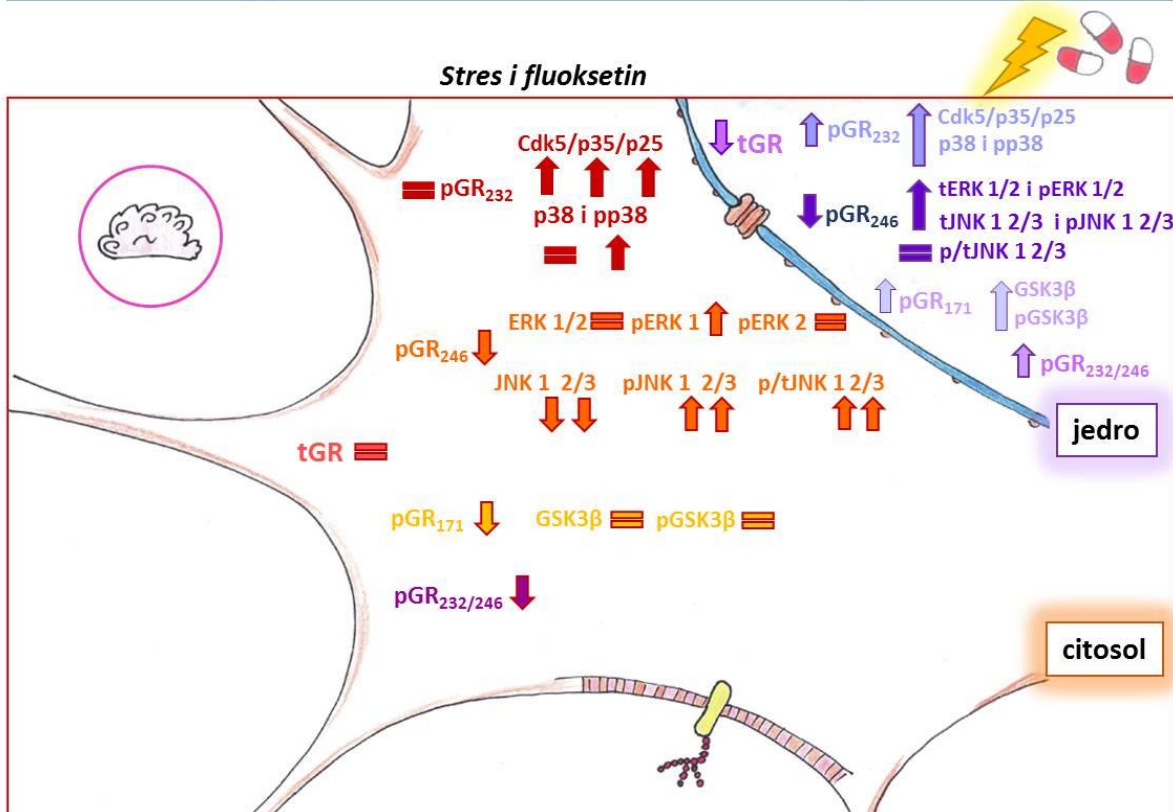 Stres i fluoksetin
Cdk5/p35/p25
pGR232
p38 i pp38
ERK 1/2 pERK 1 pERK 2
pGR246
JNK 1 2/3 pJNK 1 2/3 p/tJNK 1 2/3
tGR
pGR171 GSK3β pGSK3β
pGR232/246
tGR pGR232
Cdk5/p35/p25
p38 i pp38
pGR246
tERK 1/2 i pERK 1/2
tJNK 1 2/3 i pJNK 1 2/3
p/tJNK 1 2/3
pGR171
GSK3β
pGSK3β
pGR232/246
jedro
citosol